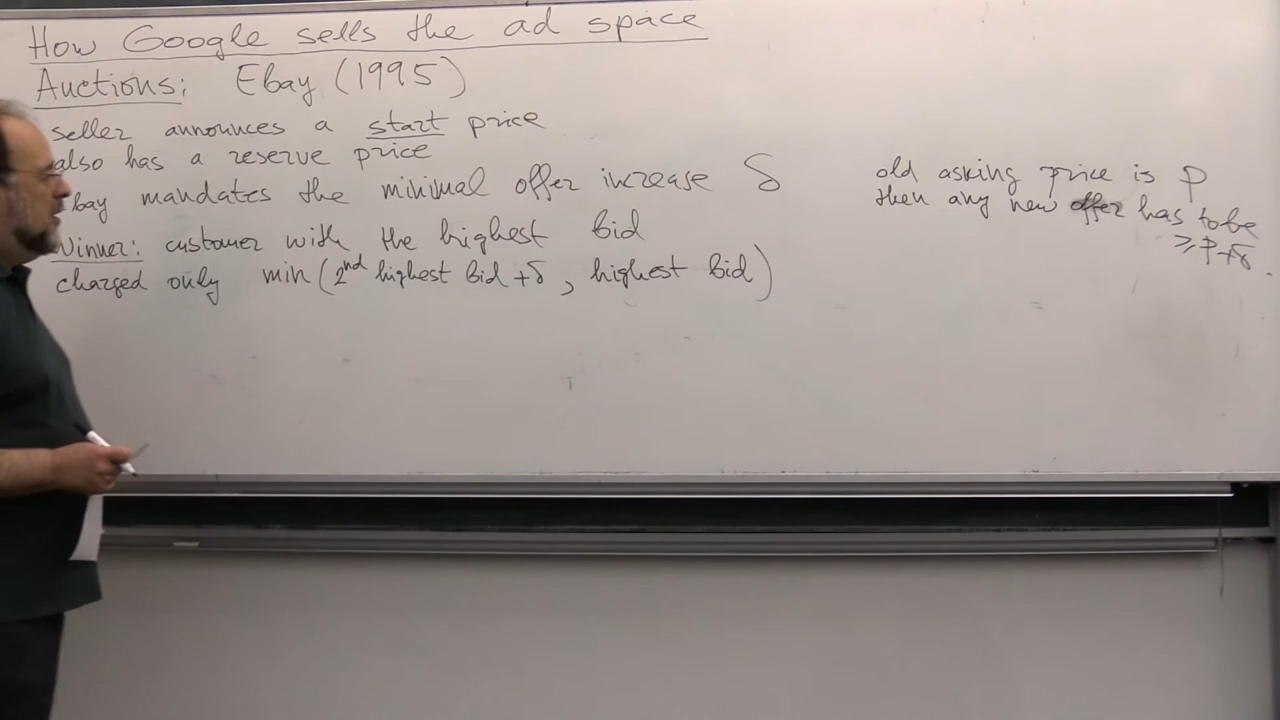 How Google sells the ad space
Auctions: Ebay (1995)
seller announces a start price
also has a reserve price
bay mandates the minimal offer increase δ
Winner: customer with the highest bid
charged only min(2nd highest bid + δ, highest bid)
old asking price is p
then any new offer has to be
≥ p+δ.